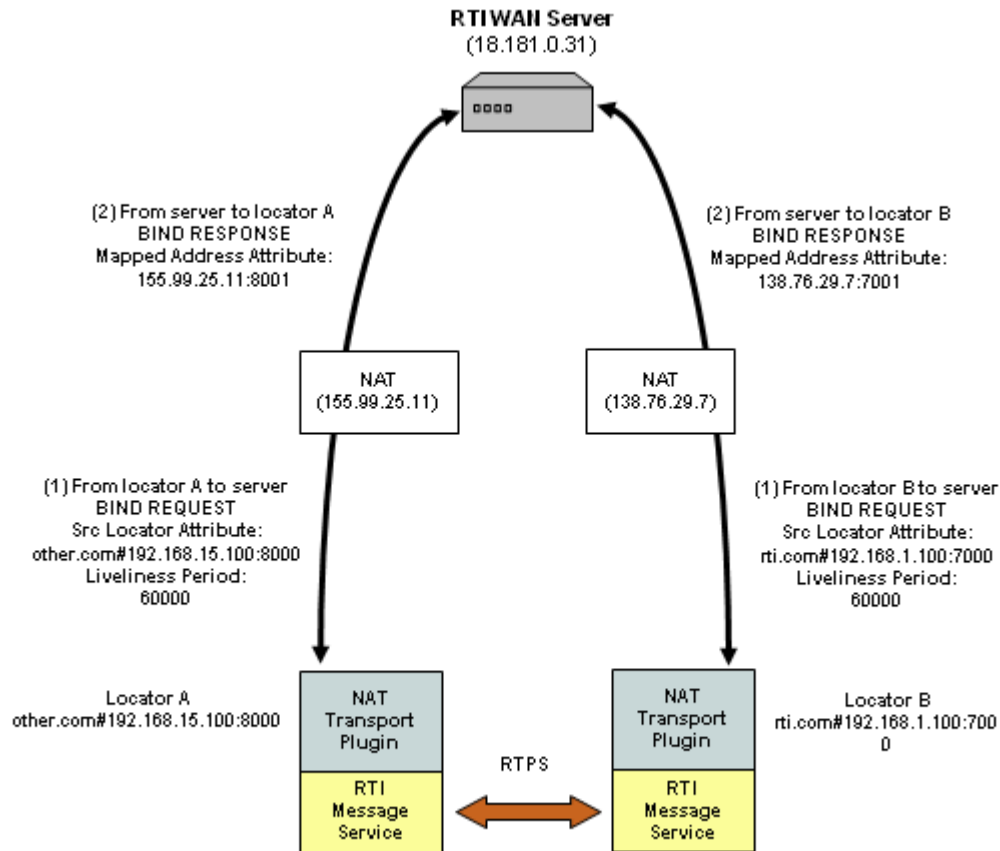 RTI WAN Server
(18.181.0.31)
(2) From server to locator A
BIND RESPONSE
Mapped Address Attribute:
155.99.25.11:8001
(2) From server to locator B
BIND RESPONSE
Mapped Address Attribute:
138.76.29.7:7001
NAT
(155.99.25.11)
NAT
(138.76.29.7)
(1) From locator A to server
BIND REQUEST
Src Locator Attribute:
other.com#192.168.15.100:8000
Liveliness Period:
60000
(1) From locator B to server
BIND REQUEST
Src Locator Attribute:
rti.com#192.168.1.100:7000
Liveliness Period:
60000
Locator A
other.com#192.168.15.100:8000
NAT
Transport
Plugin
RTI
Message
Service
RTPS
NAT
Transport
Plugin
RTI
Message
Service
Locator B
rti.com#192.168.1.100:700
0